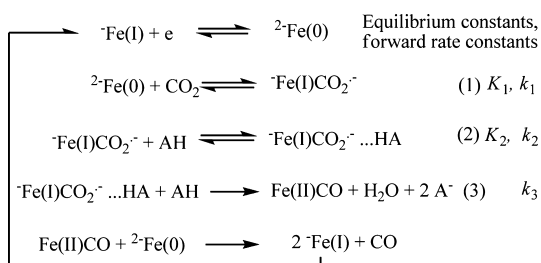 ⁻Fe(I) + e ⇌ ²⁻Fe(0) Equilibrium constants,
forward rate constants
²⁻Fe(0) + CO₂ ⇌ ⁻Fe(I)CO₂·⁻ (1) K₁, k₁
⁻Fe(I)CO₂·⁻ + AH ⇌ ⁻Fe(I)CO₂·⁻ ...HA (2) K₂, k₂
⁻Fe(I)CO₂·⁻ ...HA + AH → Fe(II)CO + H₂O + 2 A⁻ (3) k₃
Fe(II)CO + ²⁻Fe(0) → 2 ⁻Fe(I) + CO